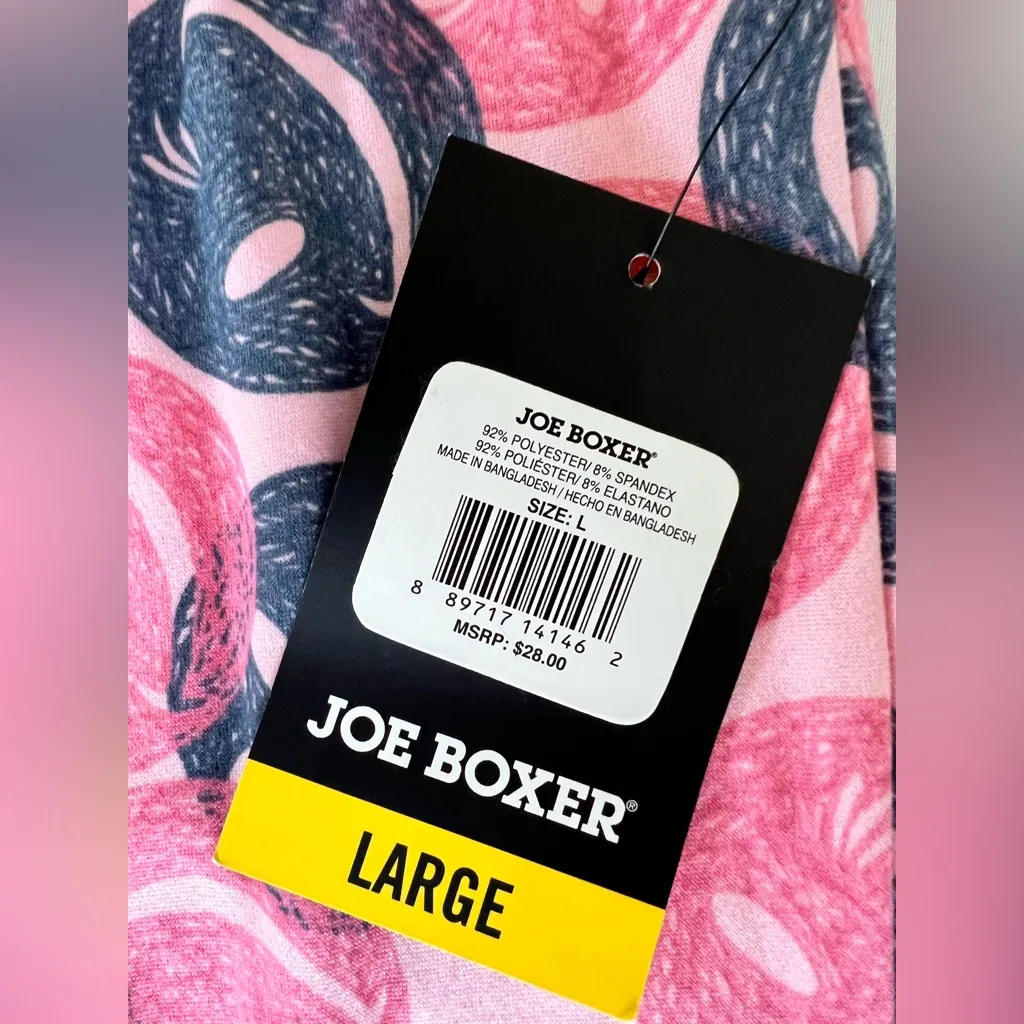 JOE BOXER®
92% POLYESTER/ 8% SPANDEX
92% POLIÉSTER/ 8% ELASTANO
MADE IN BANGLADESH / HECHO EN BANGLADESH
SIZE: L
8 89717 14146 2
MSRP: $28.00
JOE BOXER®
LARGE